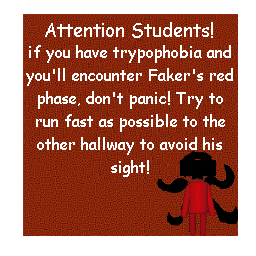 Attention Students!
if you have trypophobia and
you'll encounter Faker's red
phase, don't panic! Try to
run fast as possible to the
other hallway to avoid his
sight!